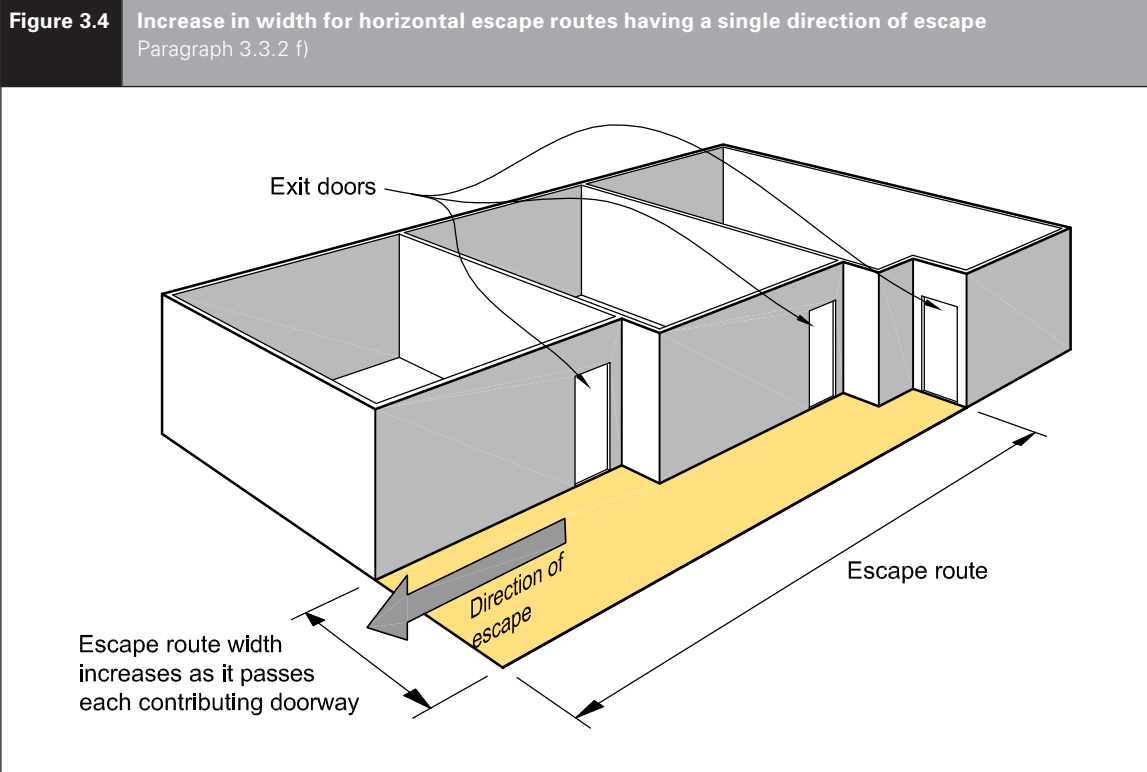 Figure 3.4
Increase in width for horizontal escape routes having a single direction of escape
Paragraph 3.3.2 f)
Exit doors
Direction of
escape
Escape route
Escape route width
increases as it passes
each contributing doorway